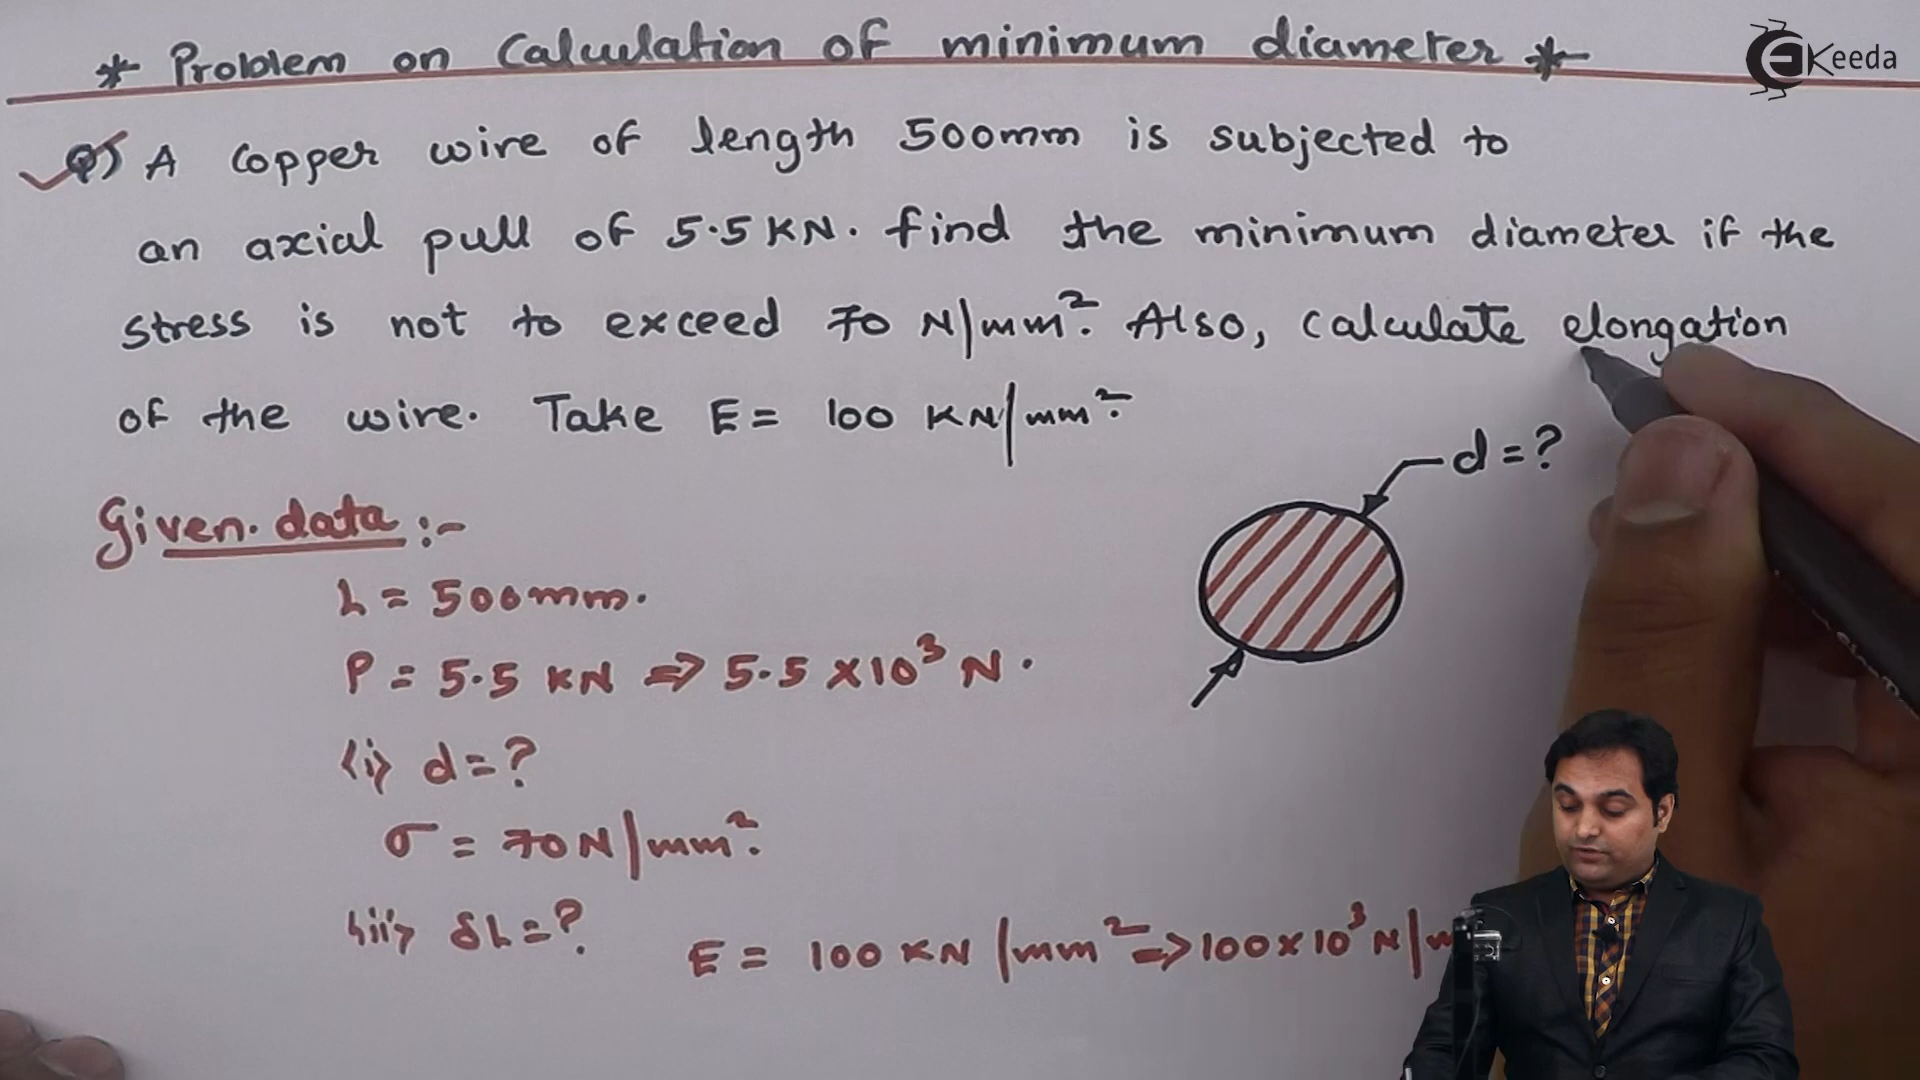 * Problem on Calculation of minimum diameter *
Keeda
Q) A copper wire of length 500mm is subjected to
an axial pull of 5.5 KN. find the minimum diameter if the
stress is not to exceed 70 N/mm². Also, calculate elongation
of the wire. Take E = 100 KN/mm².
d = ?
Given data :-
L = 500mm.
P = 5.5 KN => 5.5 x 10³ N.
(i) d = ?
σ = 70 N/mm².
(ii) δL = ?
E = 100 KN/mm² => 100 x 10³ N/m